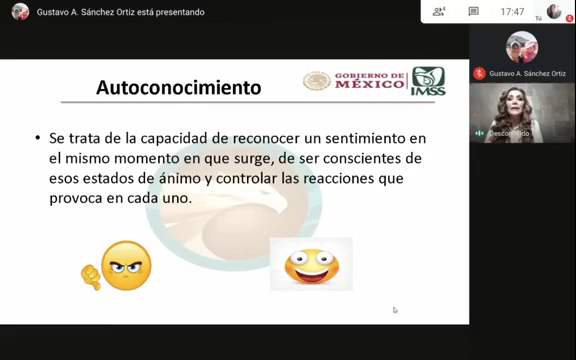 Gustavo A. Sánchez Ortiz está presentando
4
17:47
Tú
Autoconocimiento
GOBIERNO DE
MÉXICO
IMSS
Gustavo A. Sánchez Ortiz
• Se trata de la capacidad de reconocer un sentimiento en
el mismo momento en que surge, de ser conscientes de
esos estados de ánimo y controlar las reacciones que
provoca en cada uno.